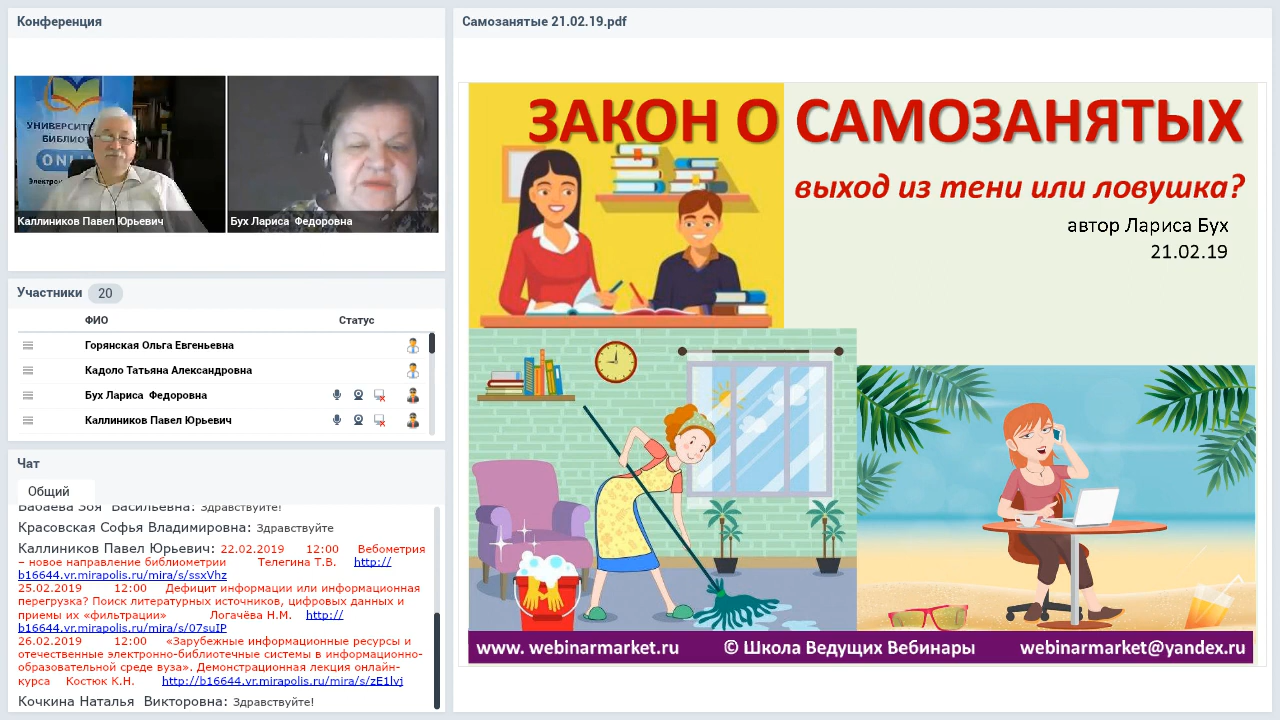 Конференция
УНИВЕРСИТ
БИБЛИО
ONLI
Электро
Каллиников Павел Юрьевич
Бух Лариса Федоровна
Участники 20
ФИО Статус
Горянская Ольга Евгеньевна
Кадоло Татьяна Александровна
Бух Лариса Федоровна
Каллиников Павел Юрьевич
Чат
Общий
Бабаева Зоя Васильевна: Здравствуйте!
Красовская Софья Владимировна: Здравствуйте
Каллиников Павел Юрьевич: 22.02.2019 12:00 Вебометрия
– новое направление библиометрии Телегина Т.В. http://
b16644.vr.mirapolis.ru/mira/s/ssxVhz
25.02.2019 12:00 Дефицит информации или информационная
перегрузка? Поиск литературных источников, цифровых данных и
приемы их «фильтрации» Логачёва Н.М. http://
b16644.vr.mirapolis.ru/mira/s/07suIP
26.02.2019 12:00 «Зарубежные информационные ресурсы и
отечественные электронно-библиотечные системы в информационно-
образовательной среде вуза». Демонстрационная лекция онлайн-
курса Костюк К.Н. http://b16644.vr.mirapolis.ru/mira/s/zE1lvj
Кочкина Наталья Викторовна: Здравствуйте!
Самозанятые 21.02.19.pdf
ЗАКОН О САМОЗАНЯТЫХ
выход из тени или ловушка?
автор Лариса Бух
21.02.19
www. webinarmarket.ru © Школа Ведущих Вебинары webinarmarket@yandex.ru